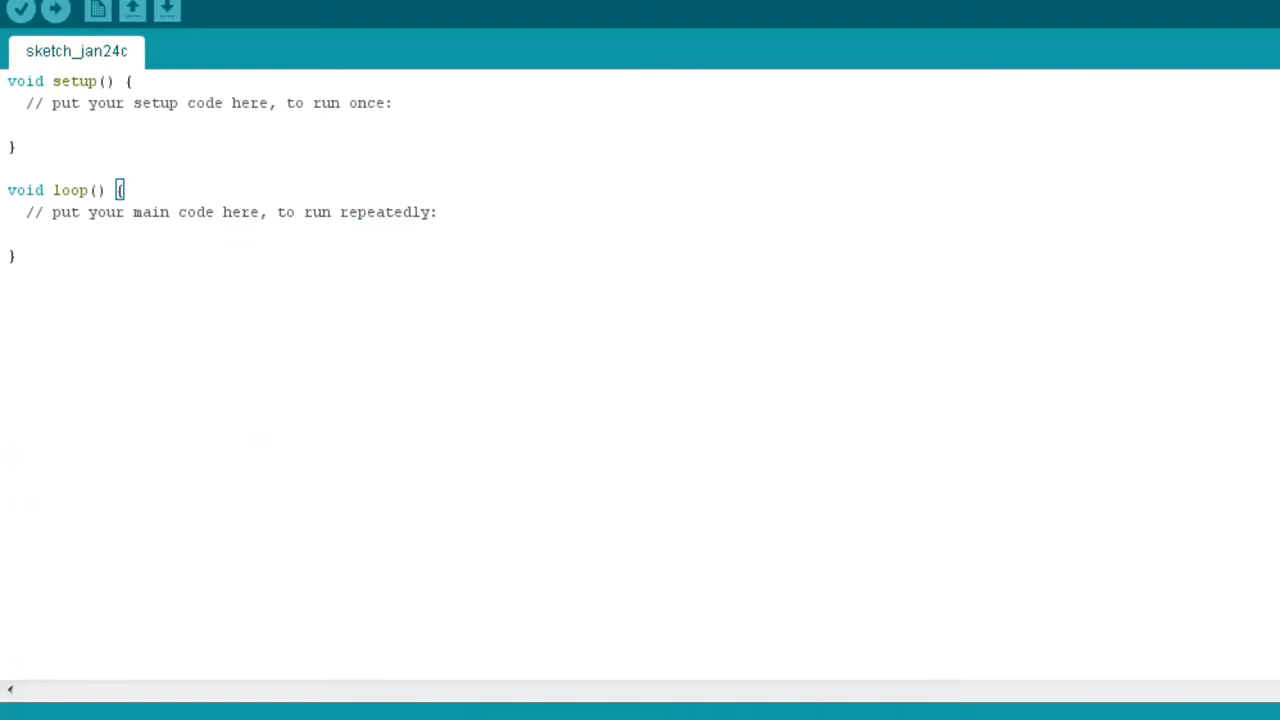 sketch_jan24c
void setup() {
  // put your setup code here, to run once:
}
void loop() {
  // put your main code here, to run repeatedly:
}